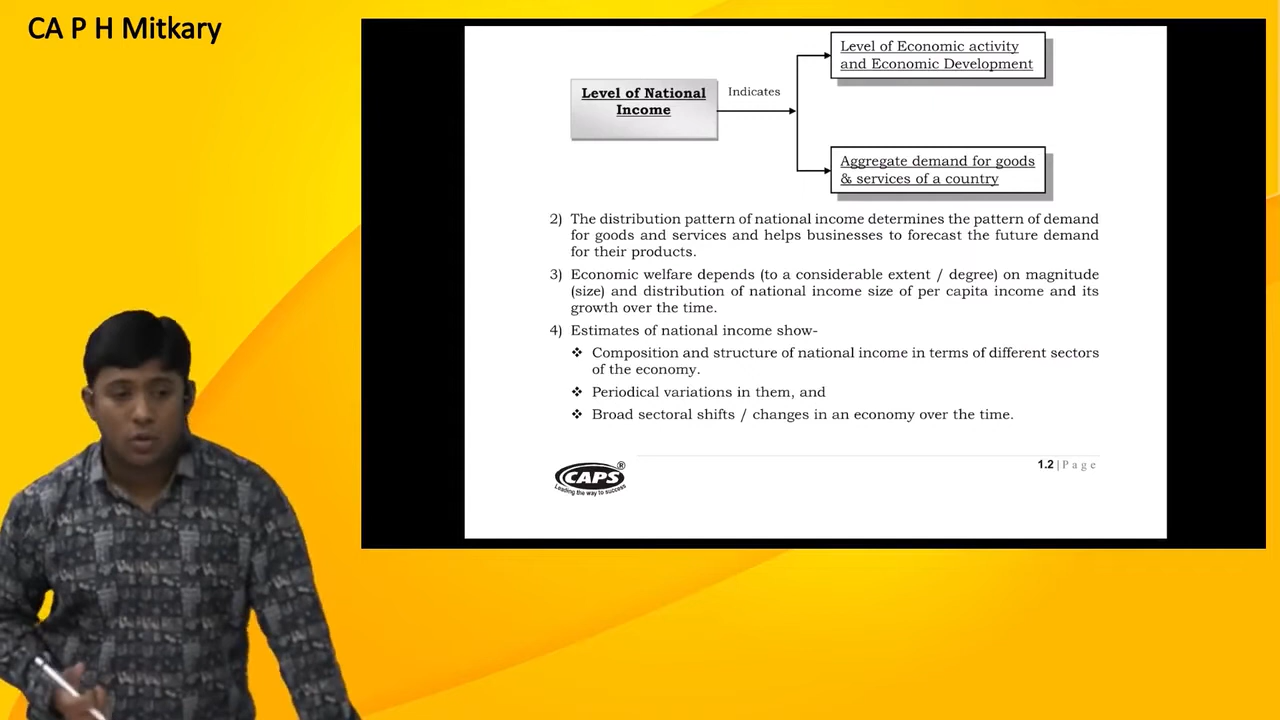 CA P H Mitkary
Level of Economic activity
and Economic Development
Level of National
Income
Indicates
Aggregate demand for goods
& services of a country
2) The distribution pattern of national income determines the pattern of demand
for goods and services and helps businesses to forecast the future demand
for their products.
3) Economic welfare depends (to a considerable extent / degree) on magnitude
(size) and distribution of national income size of per capita income and its
growth over the time.
4) Estimates of national income show-
❖ Composition and structure of national income in terms of different sectors
of the economy.
❖ Periodical variations in them, and
❖ Broad sectoral shifts / changes in an economy over the time.
CAPS®
Leading the way to success
1.2 | Page